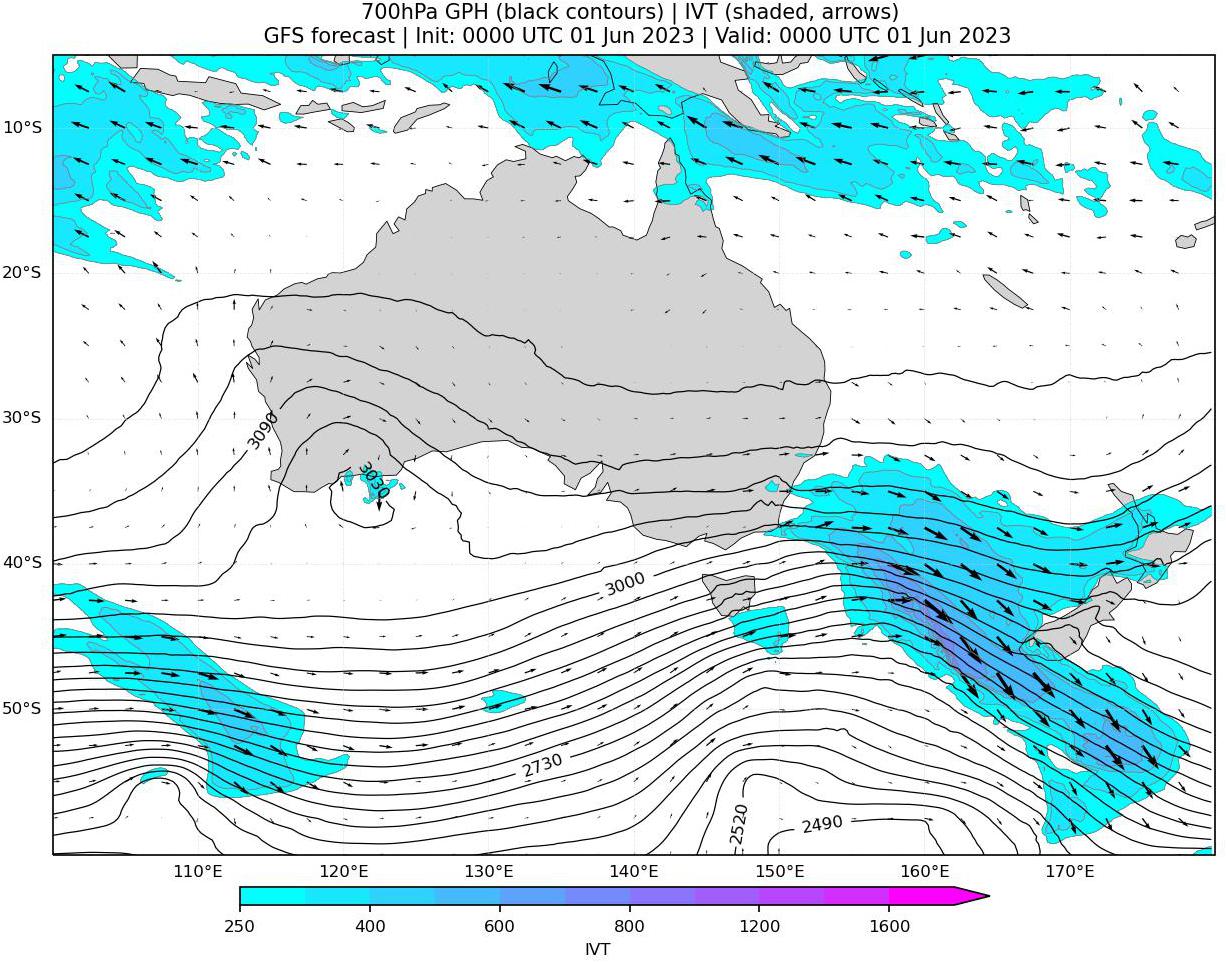 700hPa GPH (black contours) | IVT (shaded, arrows)
GFS forecast | Init: 0000 UTC 01 Jun 2023 | Valid: 0000 UTC 01 Jun 2023
10°S
20°S
30°S
3090
3030
40°S
3000
50°S
2730
2520
2490
110°E 120°E 130°E 140°E 150°E 160°E 170°E
250 400 600 800 1200 1600
IVT